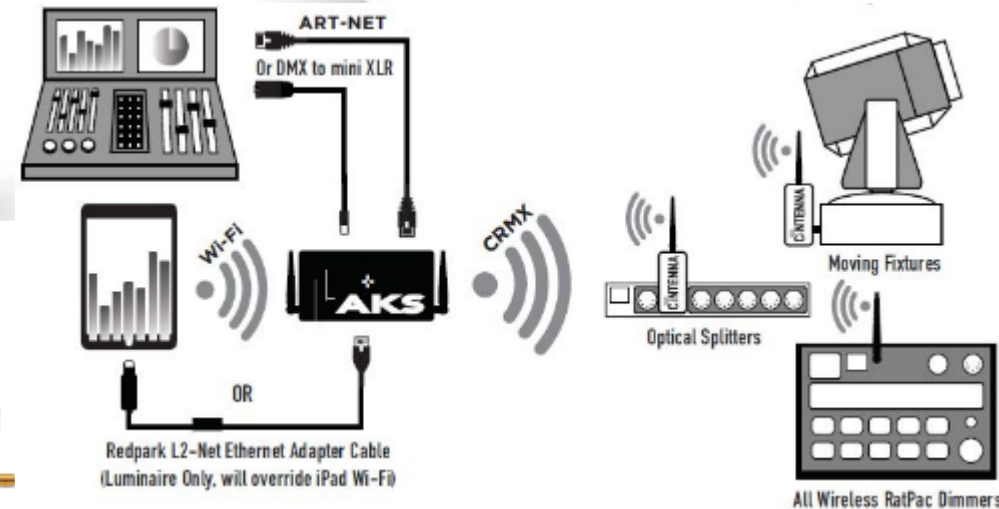 ART-NET
Or DMX to mini XLR
WI-FI
AKS
CRMX
CINTENNA
Moving Fixtures
CINTENNA
Optical Splitters
OR
Redpark L2-Net Ethernet Adapter Cable
(Luminaire Only, will override iPad Wi-Fi)
All Wireless RatPac Dimmers